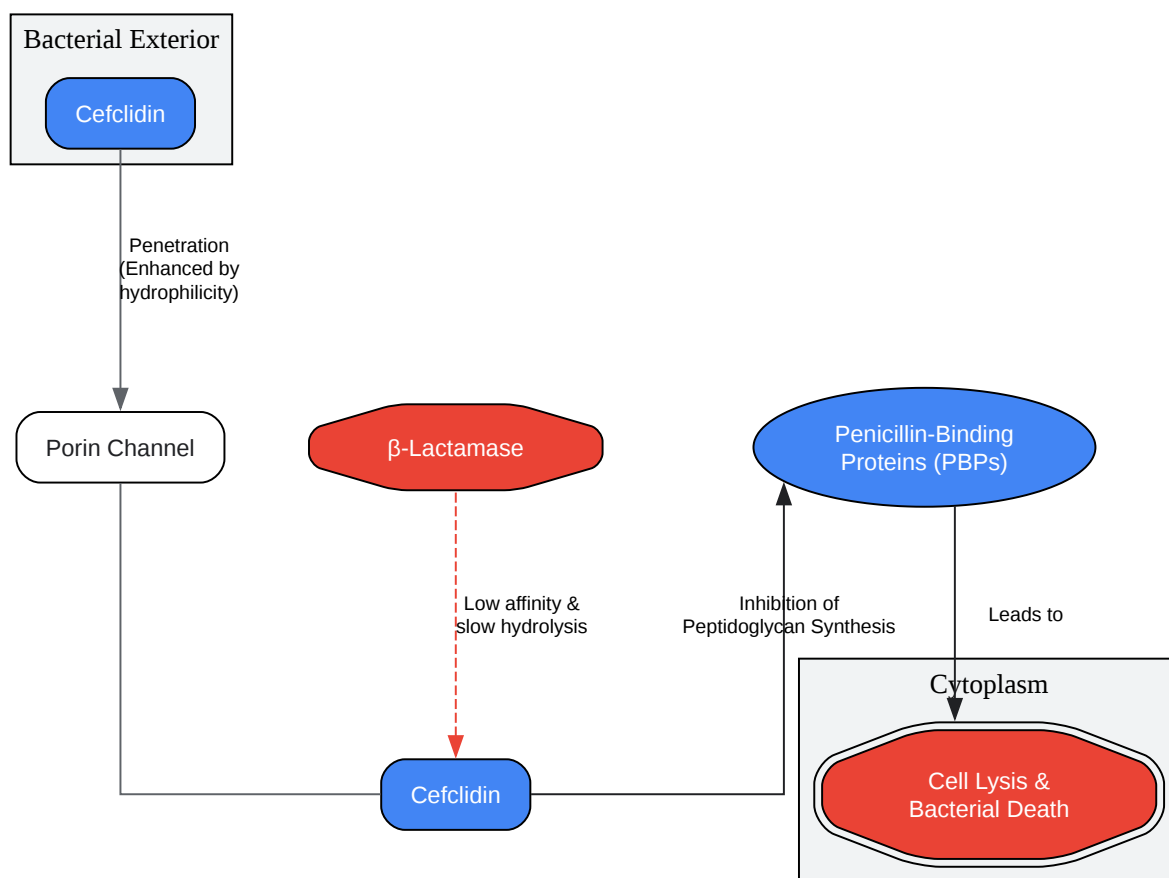 Bacterial Exterior
Cefclidin
Penetration
(Enhanced by
hydrophilicity)
Porin Channel
β-Lactamase
Penicillin-Binding
Proteins (PBPs)
Low affinity &
slow hydrolysis
Inhibition of
Peptidoglycan Synthesis
Leads to
Cytoplasm
Cefclidin
Cell Lysis &
Bacterial Death